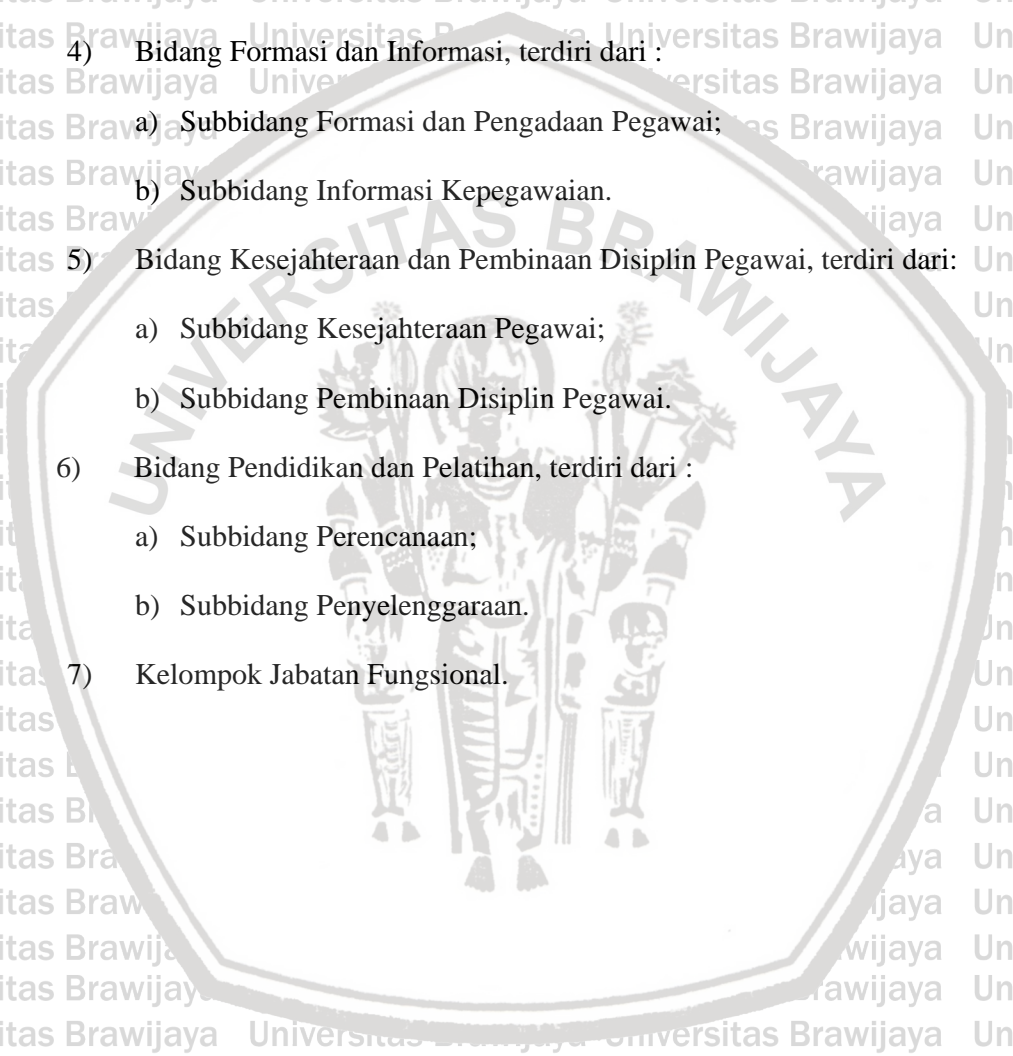 4) Bidang Formasi dan Informasi, terdiri dari :
a) Subbidang Formasi dan Pengadaan Pegawai;
b) Subbidang Informasi Kepegawaian.
5) Bidang Kesejahteraan dan Pembinaan Disiplin Pegawai, terdiri dari:
a) Subbidang Kesejahteraan Pegawai;
b) Subbidang Pembinaan Disiplin Pegawai.
6) Bidang Pendidikan dan Pelatihan, terdiri dari :
a) Subbidang Perencanaan;
b) Subbidang Penyelenggaraan.
7) Kelompok Jabatan Fungsional.
UNIVERSITAS BRAWIJAYA